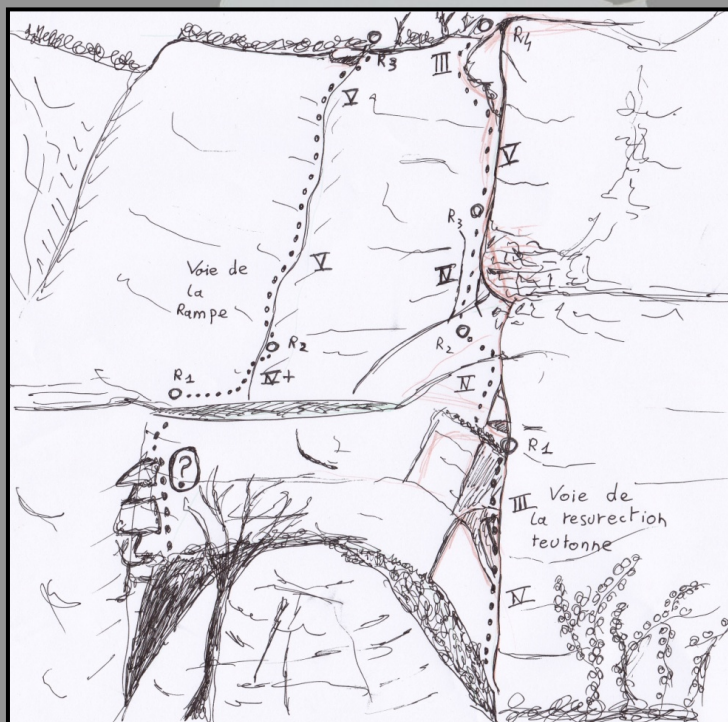 R3
III
R4
V
V
R3
Voie de
la
Rampe
V
IV
R2
R2
R1
IV+
IV
R1
?
III
Voie de
la resurection
teutonne
IV